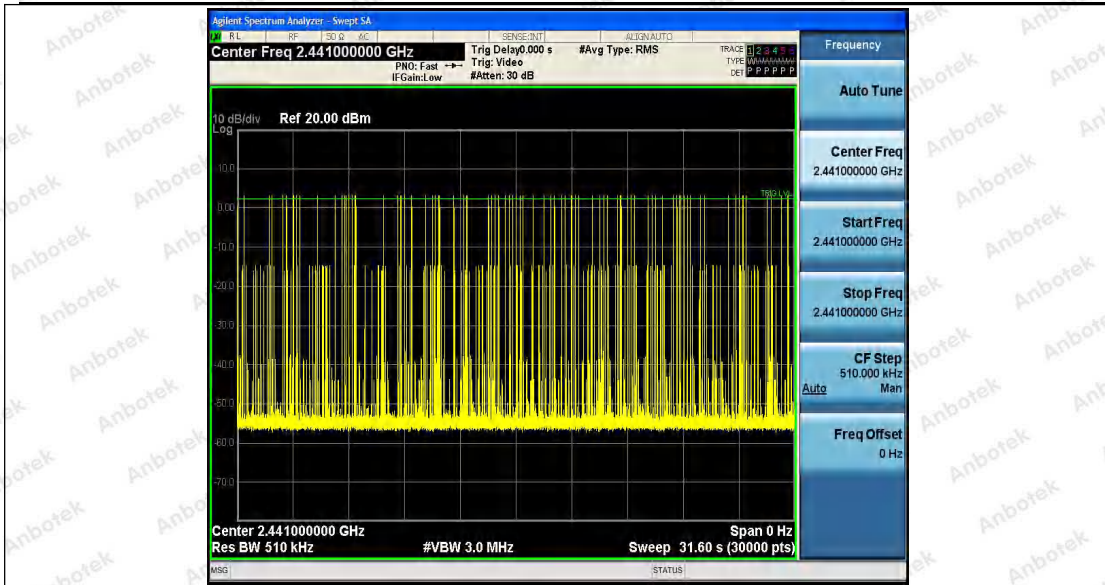 Agilent Spectrum Analyzer - Swept SA
RL RF 50 Ω AC SENSE:INT ALIGN AUTO
Center Freq 2.441000000 GHz
PNO: Fast
IFGain:Low
Trig Delay0.000 s
Trig: Video
#Atten: 30 dB
#Avg Type: RMS
TRACE 1 2 3 4 5 6
TYPE
DET P P P P P P
10 dB/div Ref 20.00 dBm
Log
10.0
0.00
-10.0
-20.0
-30.0
-40.0
-50.0
-60.0
-70.0
TRIG LVL
Center 2.441000000 GHz
Span 0 Hz
Res BW 510 kHz
#VBW 3.0 MHz
Sweep 31.60 s (30000 pts)
MSG
STATUS
Frequency
Auto Tune
Center Freq
2.441000000 GHz
Start Freq
2.441000000 GHz
Stop Freq
2.441000000 GHz
CF Step
510.000 kHz
Auto Man
Freq Offset
0 Hz
Anbotek